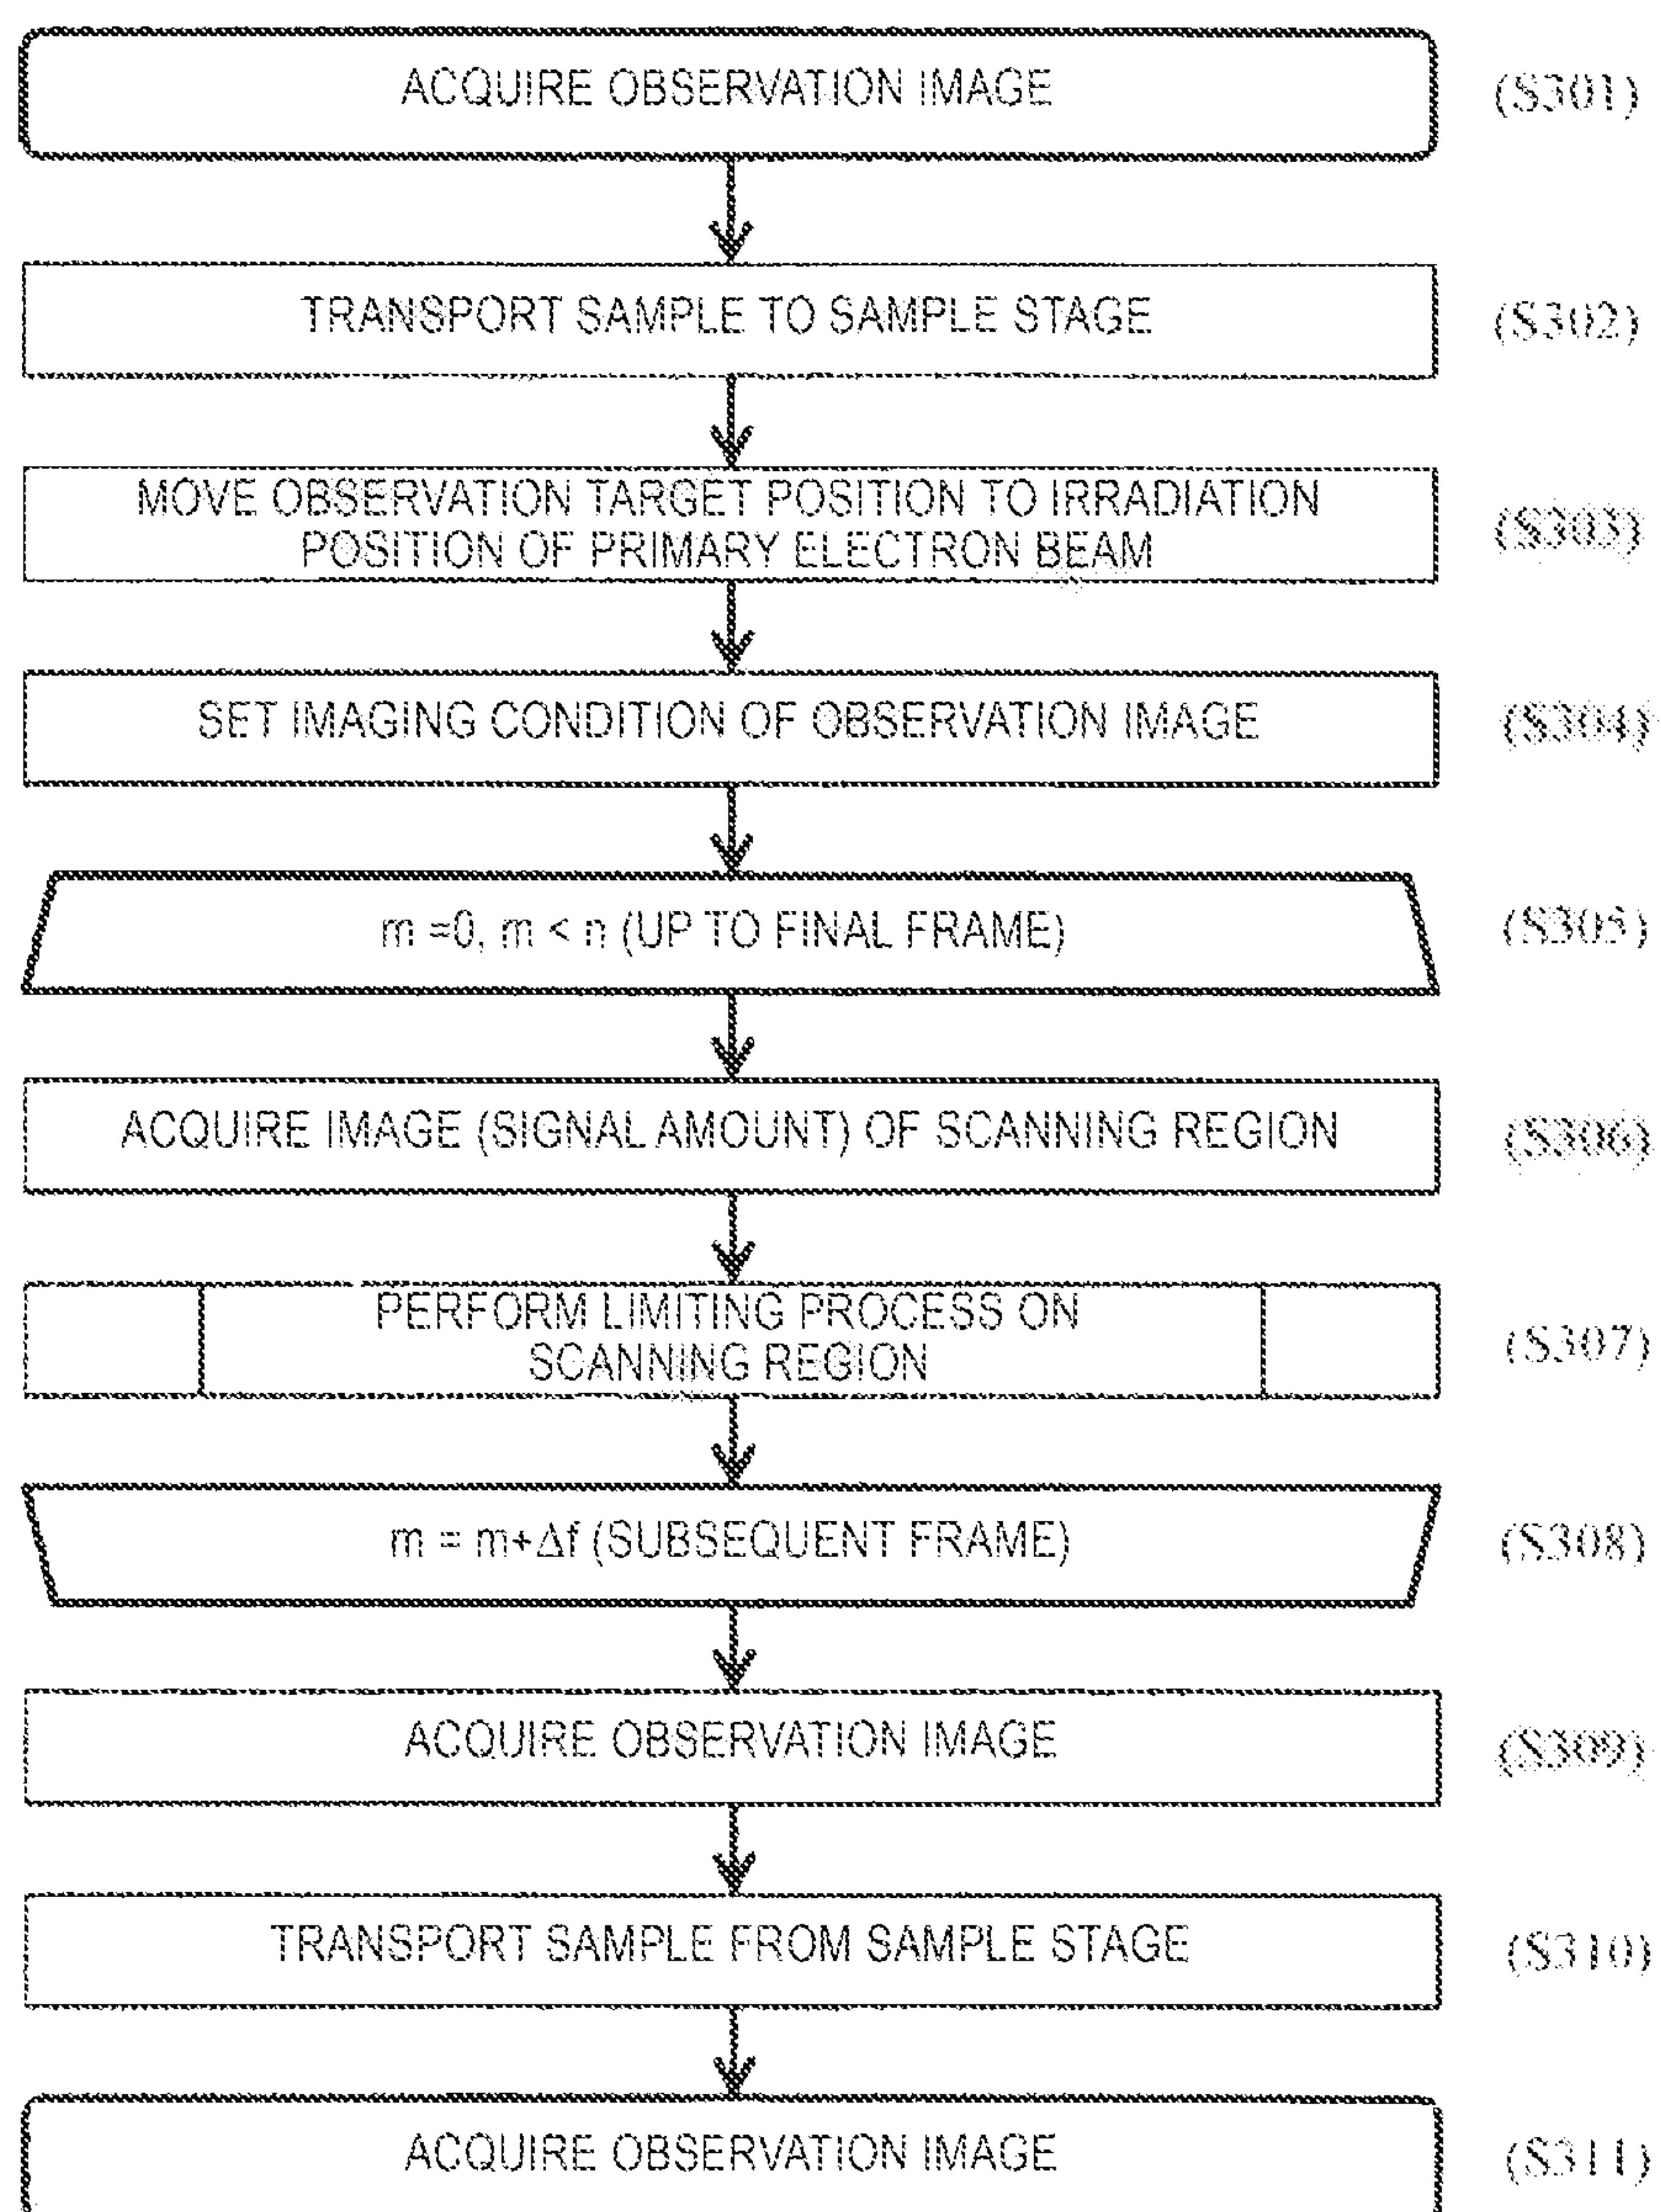 ACQUIRE OBSERVATION IMAGE (S301)
TRANSPORT SAMPLE TO SAMPLE STAGE (S302)
MOVE OBSERVATION TARGET POSITION TO IRRADIATION
POSITION OF PRIMARY ELECTRON BEAM (S303)
SET IMAGING CONDITION OF OBSERVATION IMAGE (S304)
m =0, m < n (UP TO FINAL FRAME) (S305)
ACQUIRE IMAGE (SIGNAL AMOUNT) OF SCANNING REGION (S306)
PERFORM LIMITING PROCESS ON
SCANNING REGION (S307)
m = m+Δf (SUBSEQUENT FRAME) (S308)
ACQUIRE OBSERVATION IMAGE (S309)
TRANSPORT SAMPLE FROM SAMPLE STAGE (S310)
ACQUIRE OBSERVATION IMAGE (S311)